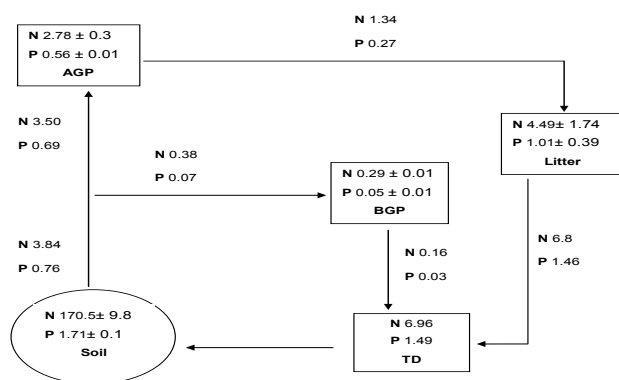 N 1.34
P 0.27
N 2.78 ± 0.3
P 0.56 ± 0.01
AGP
N 3.50
P 0.69
N 0.38
P 0.07
N 4.49± 1.74
P 1.01± 0.39
Litter
N 0.29 ± 0.01
P 0.05 ± 0.01
BGP
N 3.84
P 0.76
N 0.16
P 0.03
N 6.8
P 1.46
N 170.5± 9.8
P 1.71± 0.1
Soil
N 6.96
P 1.49
TD